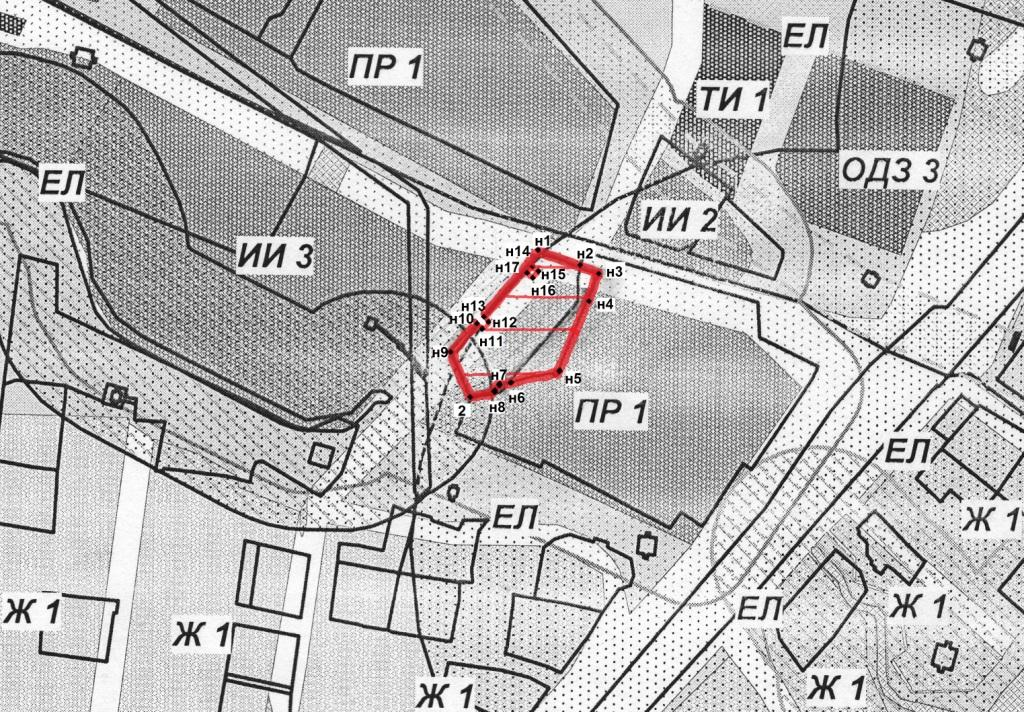 ЕЛ
ПР 1
ТИ 1
ОДЗ 3
ЕЛ
ИИ 2
ИИ 3
н1
н14
н2
н17
н15
н3
н16
н4
н13
н10
н12
н11
н9
н7
н5
н6
2
н8
ПР 1
ЕЛ
Ж 1
ЕЛ
Ж 1
Ж 1
ЕЛ
Ж 1
Ж 1
Ж 1